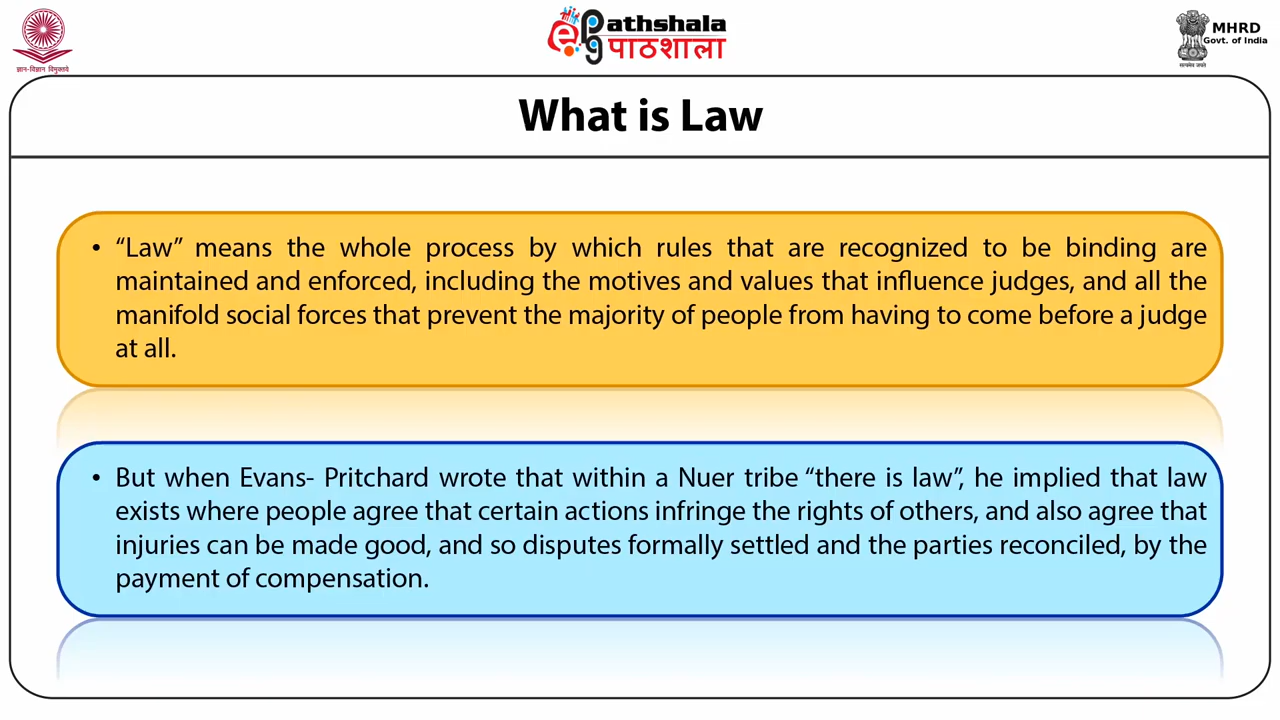 ज्ञान-विज्ञान विमुक्तये
ePathshala
पाठशाला
MHRD
Govt. of India
सत्यमेव जयते
What is Law
• “Law” means the whole process by which rules that are recognized to be binding are
maintained and enforced, including the motives and values that influence judges, and all the
manifold social forces that prevent the majority of people from having to come before a judge
at all.
• But when Evans- Pritchard wrote that within a Nuer tribe “there is law”, he implied that law
exists where people agree that certain actions infringe the rights of others, and also agree that
injuries can be made good, and so disputes formally settled and the parties reconciled, by the
payment of compensation.